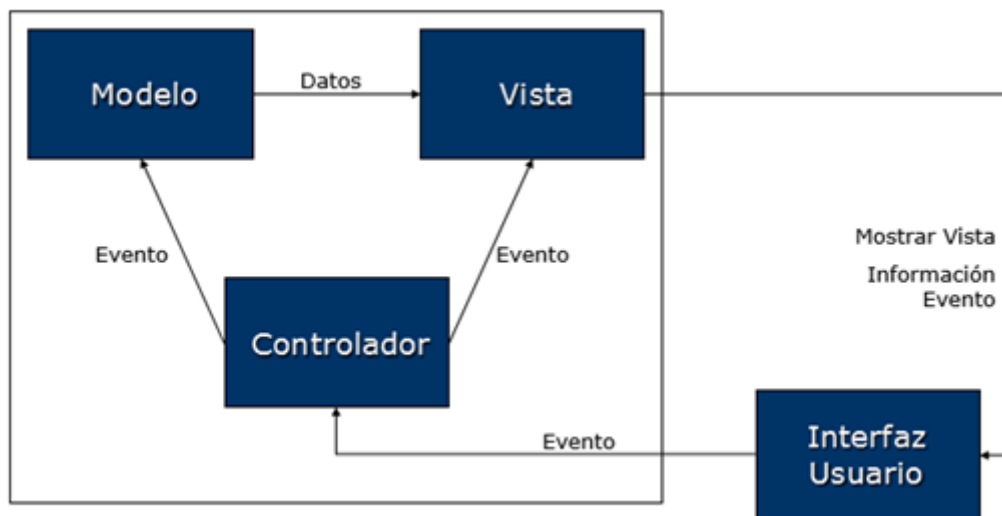 Modelo
Datos
Vista
Evento
Evento
Mostrar Vista
Información
Evento
Controlador
Evento
Interfaz
Usuario